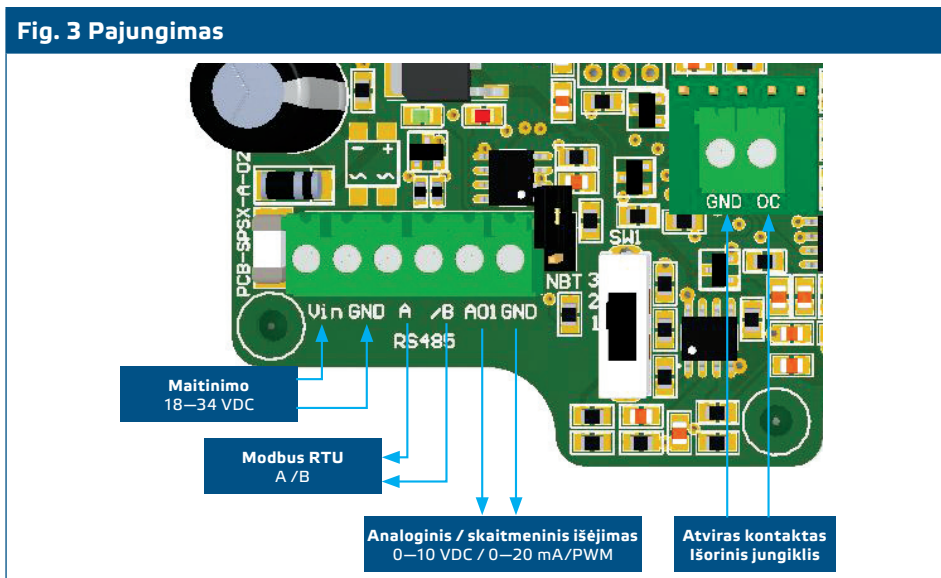 Fig. 3 Pajungimas
PCB-SPSX-A-02
GND OC
SW1
NBT 3
2
1
Vin GND A /B AO1 GND
RS485
Maitinimo
18—34 VDC
Modbus RTU
A /B
Analoginis / skaitmeninis išėjimas
0—10 VDC / 0—20 mA/PWM
Atviras kontaktas
Išorinis jungiklis